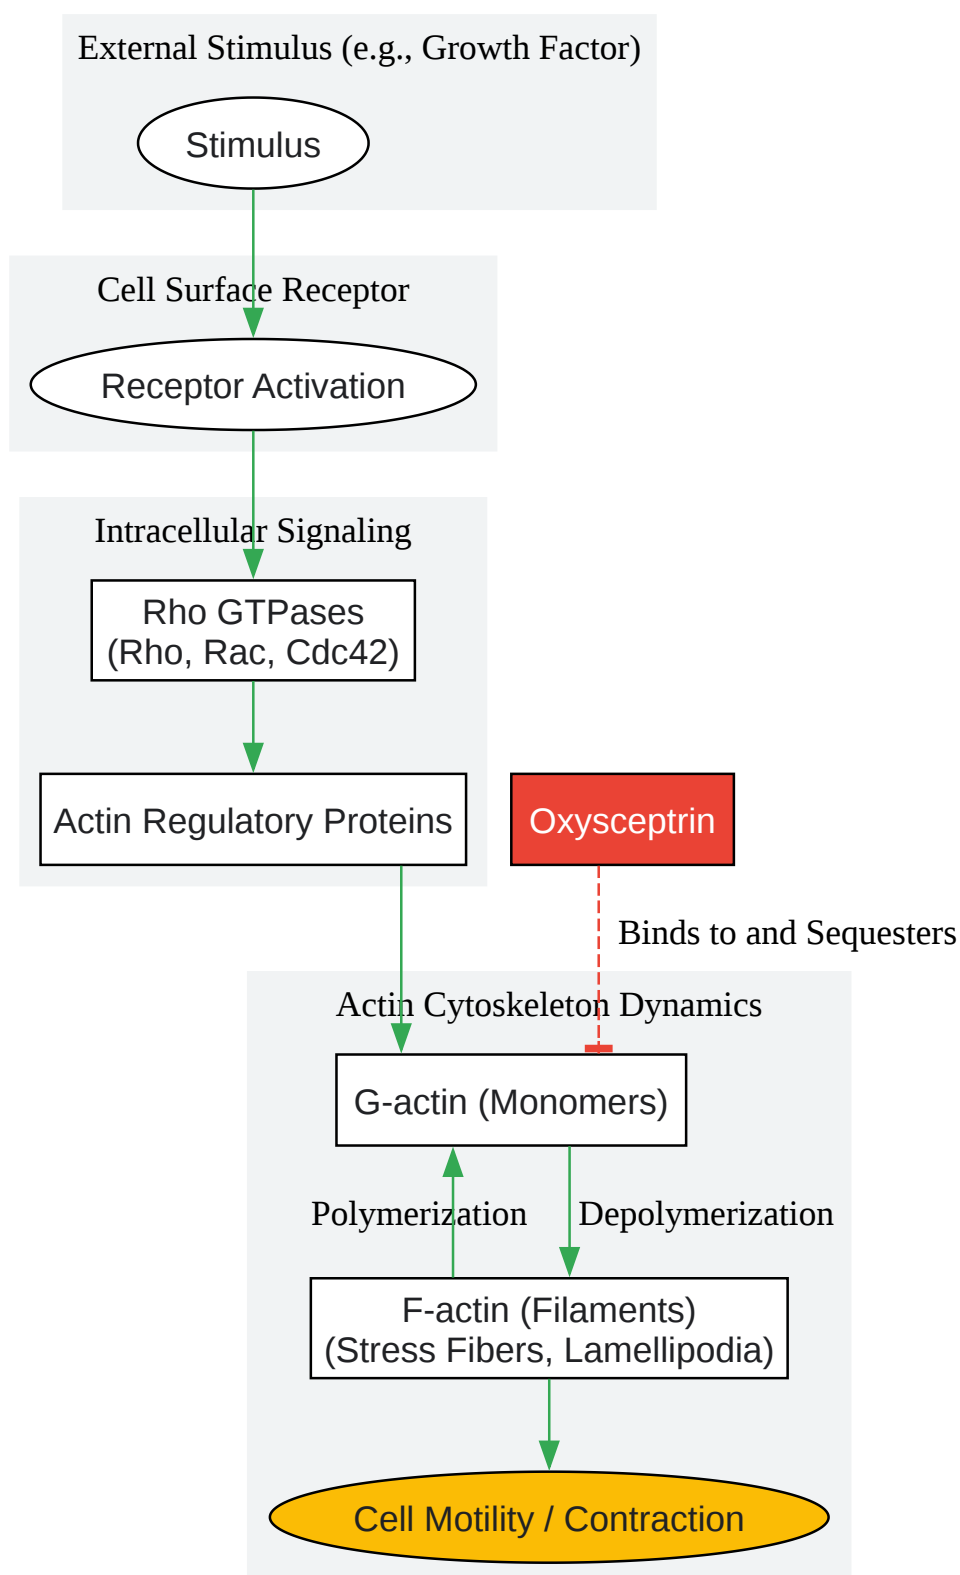 External Stimulus (e.g., Growth Factor)
Stimulus
Cell Surface Receptor
Receptor Activation
Intracellular Signaling
Rho GTPases
(Rho, Rac, Cdc42)
Actin Regulatory Proteins
Oxysceptrin
Binds to and Sequesters
Actin Cytoskeleton Dynamics
G-actin (Monomers)
Polymerization
Depolymerization
F-actin (Filaments)
(Stress Fibers, Lamellipodia)
Cell Motility / Contraction